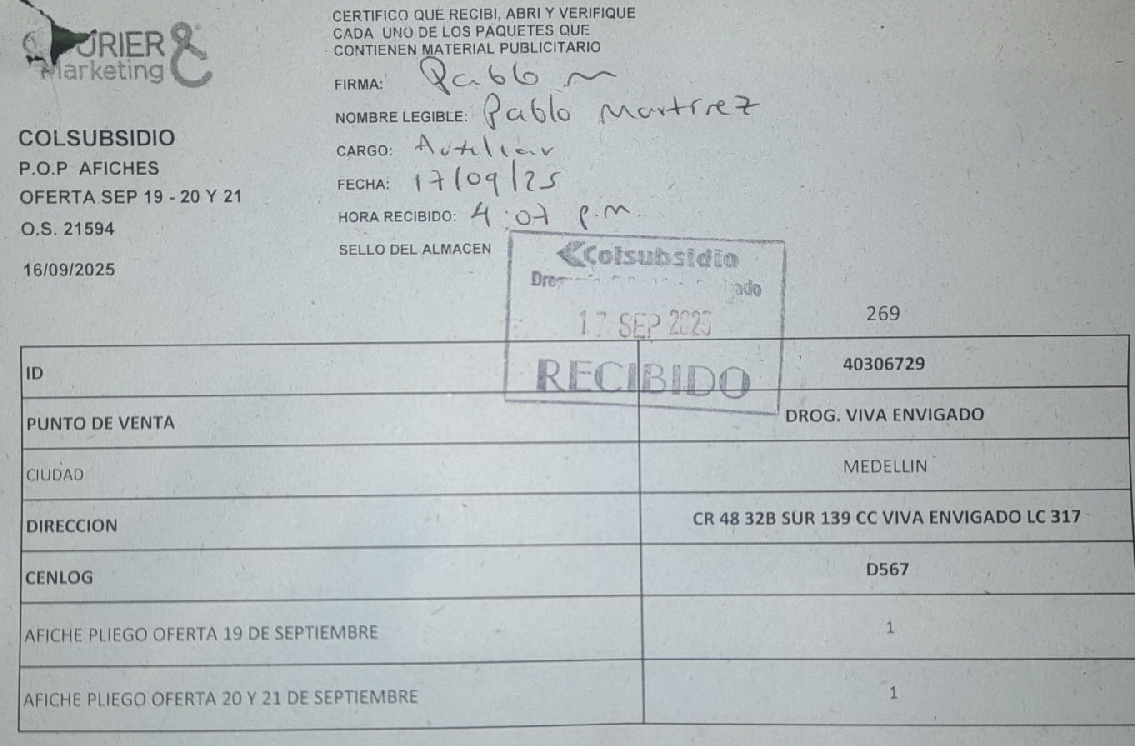 URIER &
Marketing
COLSUBSIDIO
P.O.P AFICHES
OFERTA SEP 19 - 20 Y 21
O.S. 21594
16/09/2025
CERTIFICO QUE RECIBI, ABRI Y VERIFIQUE
CADA UNO DE LOS PAQUETES QUE
CONTIENEN MATERIAL PUBLICITARIO
FIRMA: Pablo m
NOMBRE LEGIBLE: Pablo Martinez
CARGO:
FECHA: 17/09/25
HORA RECIBIDO: 4:07 p.m.
SELLO DEL ALMACEN
Colsubsidio
17 SEP 2025
RECIBIDO
269
ID 40306729
PUNTO DE VENTA DROG. VIVA ENVIGADO
CIUDAD MEDELLIN
DIRECCION CR 48 32B SUR 139 CC VIVA ENVIGADO LC 317
CENLOG D567
AFICHE PLIEGO OFERTA 19 DE SEPTIEMBRE 1
AFICHE PLIEGO OFERTA 20 Y 21 DE SEPTIEMBRE 1